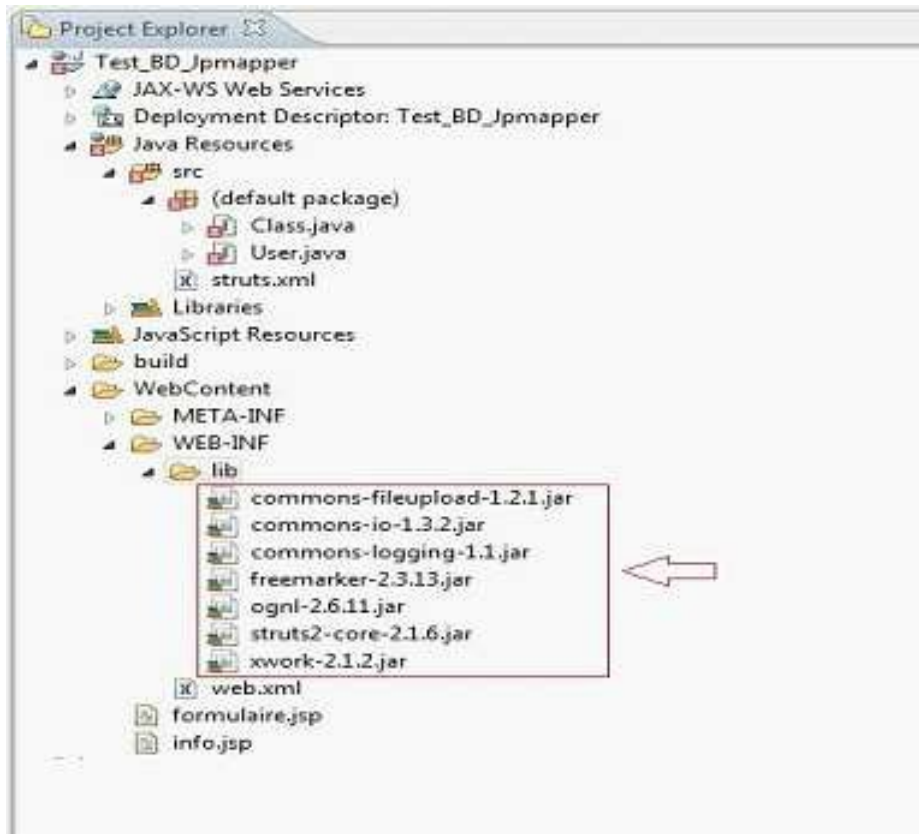 Project Explorer
Test_BD_Jpmapper
JAX-WS Web Services
Deployment Descriptor: Test_BD_Jpmapper
Java Resources
src
(default package)
Class.java
User.java
struts.xml
Libraries
JavaScript Resources
build
WebContent
META-INF
WEB-INF
lib
commons-fileupload-1.2.1.jar
commons-io-1.3.2.jar
commons-logging-1.1.jar
freemarker-2.3.13.jar
ognl-2.6.11.jar
struts2-core-2.1.6.jar
xwork-2.1.2.jar
web.xml
formulaire.jsp
info.jsp